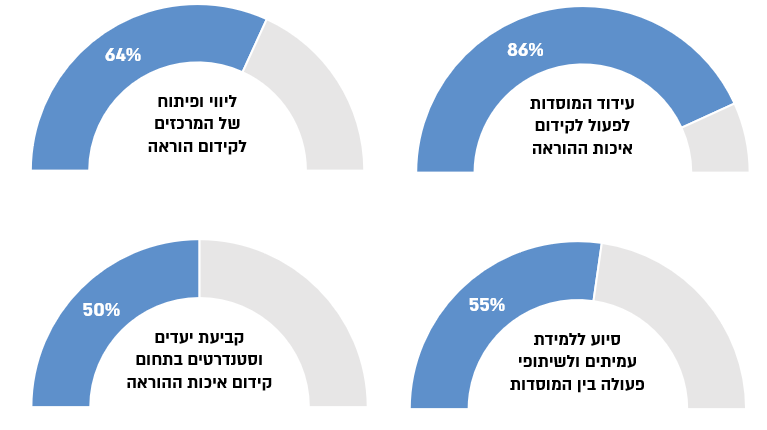 86%
עידוד המוסדות
לפעול לקידום
איכות ההוראה
64%
ליווי ופיתוח
של המרכזים
לקידום הוראה
55%
סיוע ללמידת
עמיתים ולשיתופי
פעולה בין המוסדות
50%
קביעת יעדים
וסטנדרטים בתחום
קידום איכות ההוראה